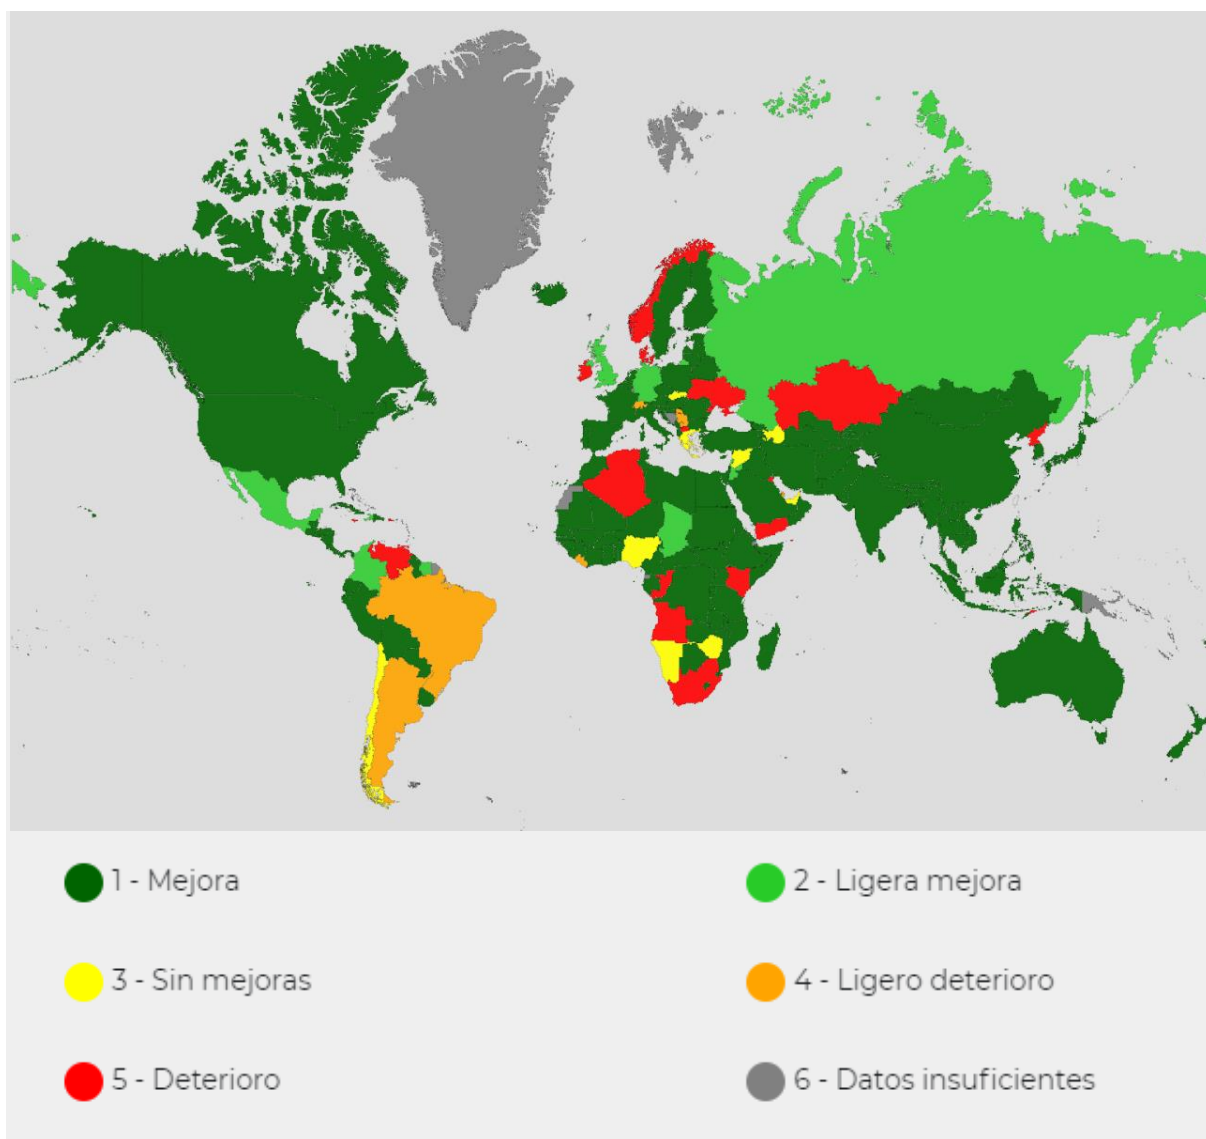 1 - Mejora
2 - Ligera mejora
3 - Sin mejoras
4 - Ligero deterioro
5 - Deterioro
6 - Datos insuficientes